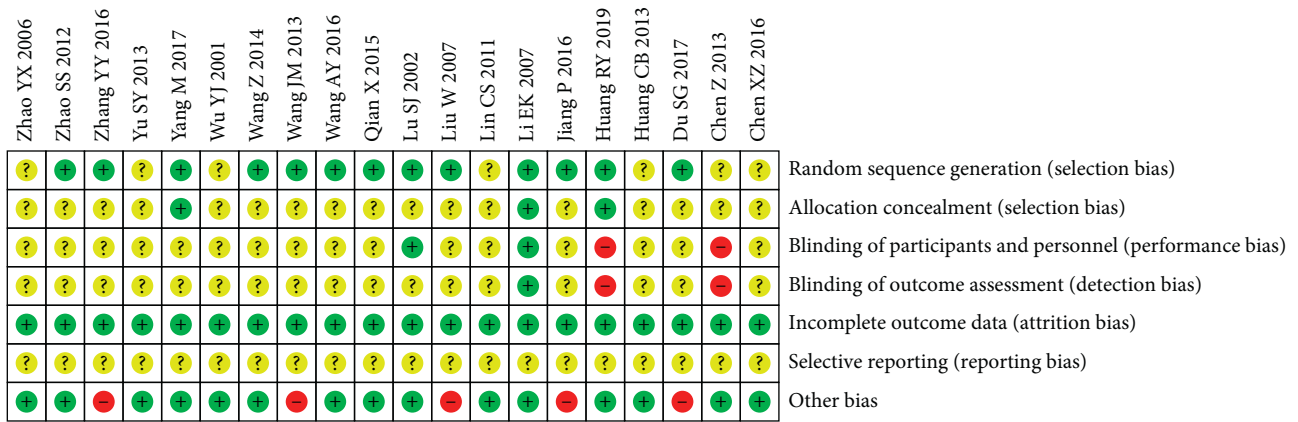 Zhao YX 2006
Zhao SS 2012
Zhang YY 2016
Yu SY 2013
Yang M 2017
Wu YJ 2001
Wang Z 2014
Wang JM 2013
Wang AY 2016
Qian X 2015
Lu SJ 2002
Liu W 2007
Lin CS 2011
Li EK 2007
Jiang P 2016
Huang RY 2019
Huang CB 2013
Du SG 2017
Chen Z 2013
Chen XZ 2016
? + + ? + ? + + + + + + ? + + + ? + ? ? Random sequence generation (selection bias)
? ? ? ? + ? ? ? ? ? ? ? ? + ? + ? ? ? ? Allocation concealment (selection bias)
? ? ? ? ? ? ? ? ? ? + ? ? + ? – ? ? – ? Blinding of participants and personnel (performance bias)
? ? ? ? ? ? ? ? ? ? ? ? ? + ? – ? ? – ? Blinding of outcome assessment (detection bias)
+ + + + + + + + + + + + + + + + + + + + Incomplete outcome data (attrition bias)
? ? ? ? ? ? ? ? ? ? ? ? ? ? ? ? ? ? ? ? Selective reporting (reporting bias)
+ + – + + + + – + + + – + + – + + – + + Other bias